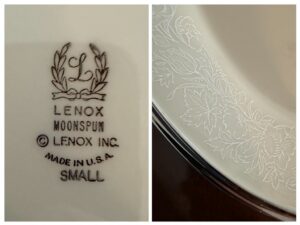 L
LENOX
MOONSPUN
© LENOX INC.
MADE IN U.S.A.
SMALL